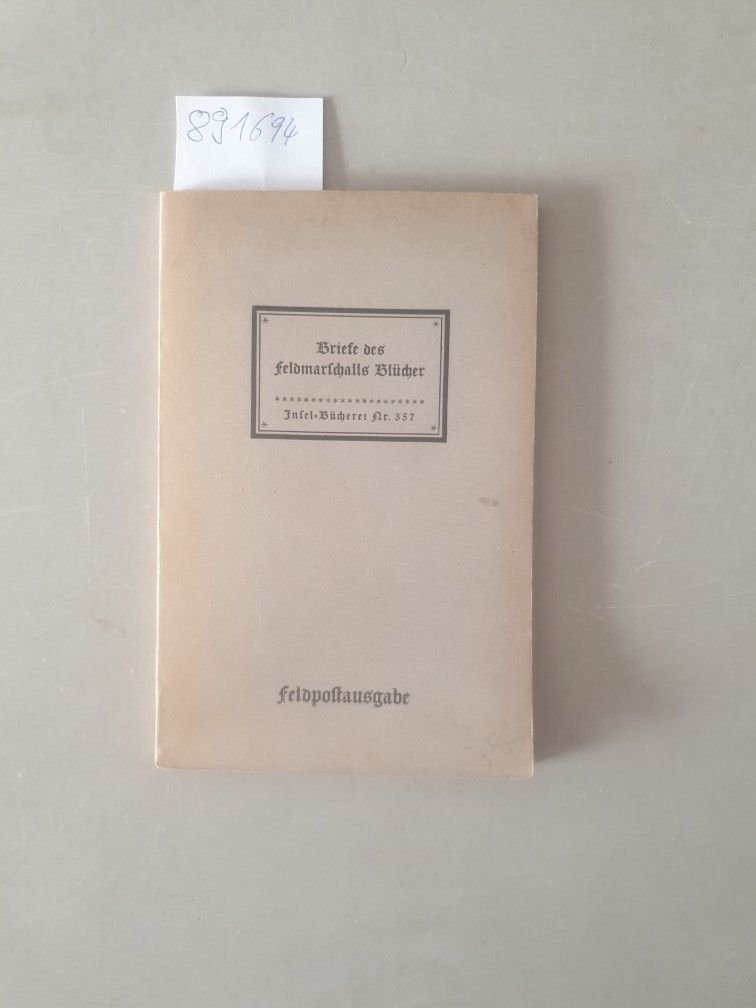 891694
Briefe des
Feldmarschalls Blücher
*********************
Insel-Bücherei Nr. 357
Feldpostausgabe